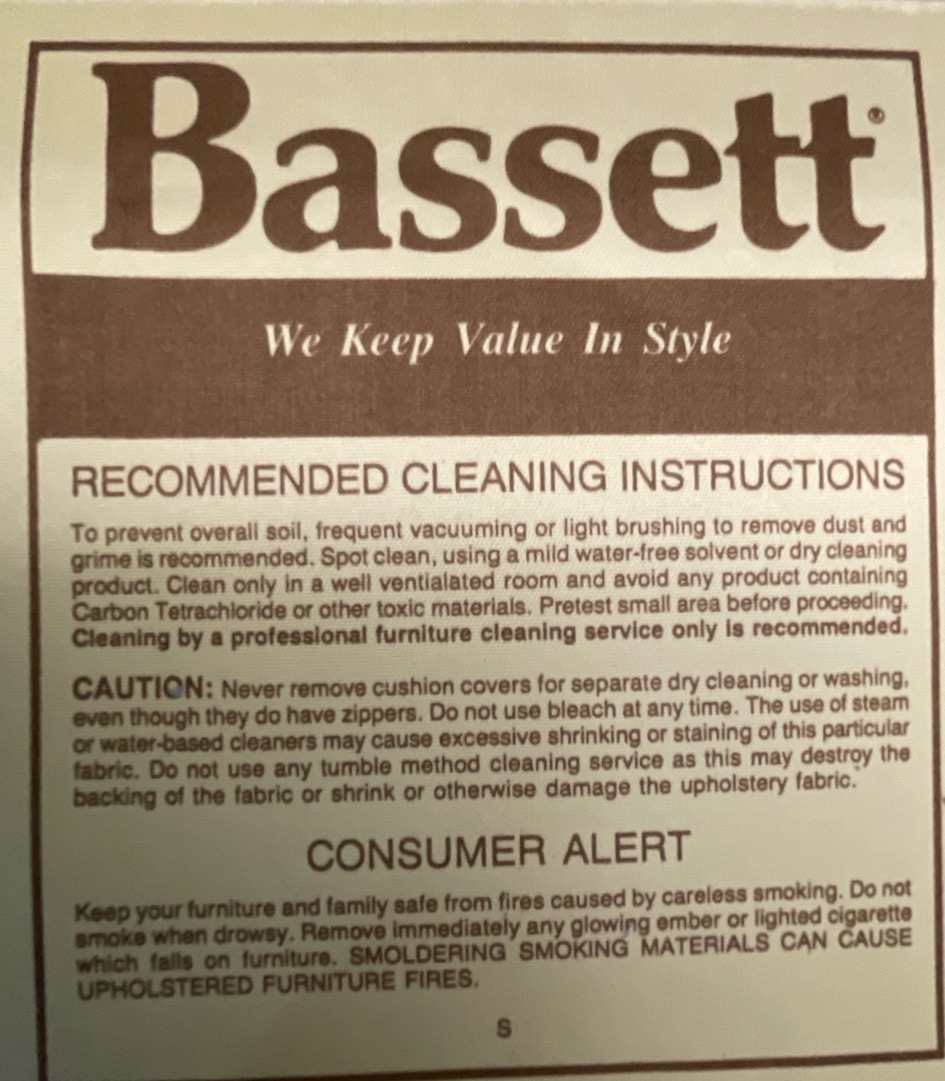 Bassett®
We Keep Value In Style
RECOMMENDED CLEANING INSTRUCTIONS
To prevent overall soil, frequent vacuuming or light brushing to remove dust and
grime is recommended. Spot clean, using a mild water-free solvent or dry cleaning
product. Clean only in a well ventialated room and avoid any product containing
Carbon Tetrachloride or other toxic materials. Pretest small area before proceeding.
Cleaning by a professional furniture cleaning service only is recommended.
CAUTION: Never remove cushion covers for separate dry cleaning or washing,
even though they do have zippers. Do not use bleach at any time. The use of steam
or water-based cleaners may cause excessive shrinking or staining of this particular
fabric. Do not use any tumble method cleaning service as this may destroy the
backing of the fabric or shrink or otherwise damage the upholstery fabric.
CONSUMER ALERT
Keep your furniture and family safe from fires caused by careless smoking. Do not
smoke when drowsy. Remove immediately any glowing ember or lighted cigarette
which falls on furniture. SMOLDERING SMOKING MATERIALS CAN CAUSE
UPHOLSTERED FURNITURE FIRES.
S